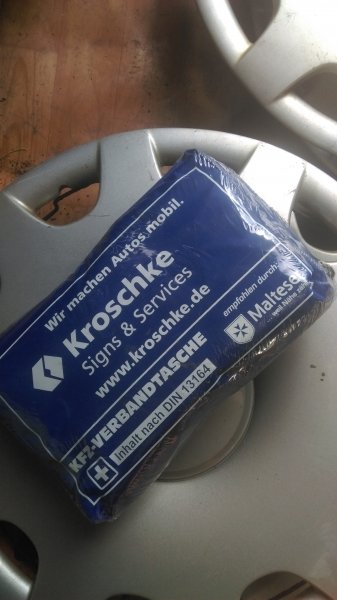 Wir machen Autos mobil.
Kroschke
Signs & Services
www.kroschke.de
empfohlen durch:
Malteser
KFZ-VERBANDTASCHE
Inhalt nach DIN 13164